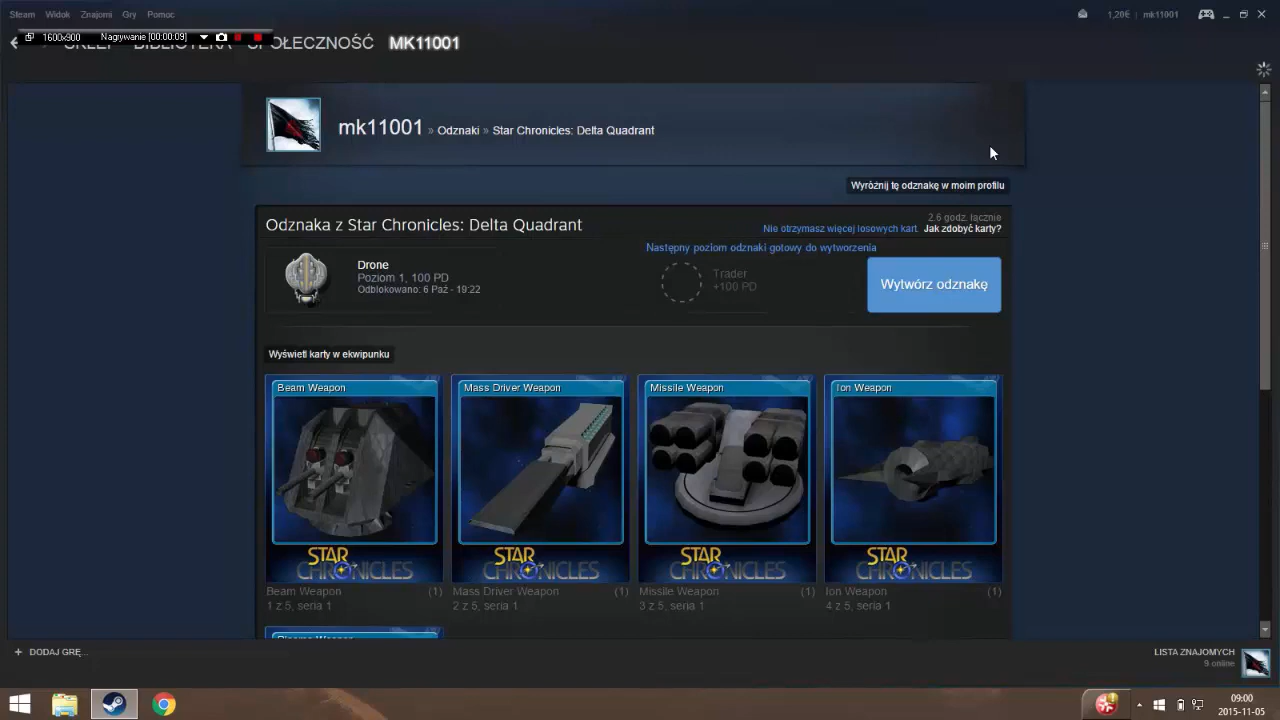 Steam Widok Znajomi Gry Pomoc
1,20€ mk11001
1600x900 Nagrywanie [00:00:09]
SKLEP BIBLIOTEKA SPOŁECZNOŚĆ MK11001
mk11001 » Odznaki » Star Chronicles: Delta Quadrant
Wyróżnij tę odznakę w moim profilu
Odznaka z Star Chronicles: Delta Quadrant
2.6 godz. łącznie
Nie otrzymasz więcej losowych kart. Jak zdobyć karty?
Następny poziom odznaki gotowy do wytworzenia
Drone
Poziom 1, 100 PD
Odblokowano: 6 Paź - 19:22
Trader
+100 PD
Wytwórz odznakę
Wyświetl karty w ekwipunku
Beam Weapon Mass Driver Weapon Missile Weapon Ion Weapon
STAR CHRONICLES STAR CHRONICLES STAR CHRONICLES STAR CHRONICLES
Beam Weapon (1) Mass Driver Weapon (1) Missile Weapon (1) Ion Weapon (1)
1 z 5, seria 1 2 z 5, seria 1 3 z 5, seria 1 4 z 5, seria 1
+ DODAJ GRĘ...
LISTA ZNAJOMYCH
9 online
09:00
2015-11-05